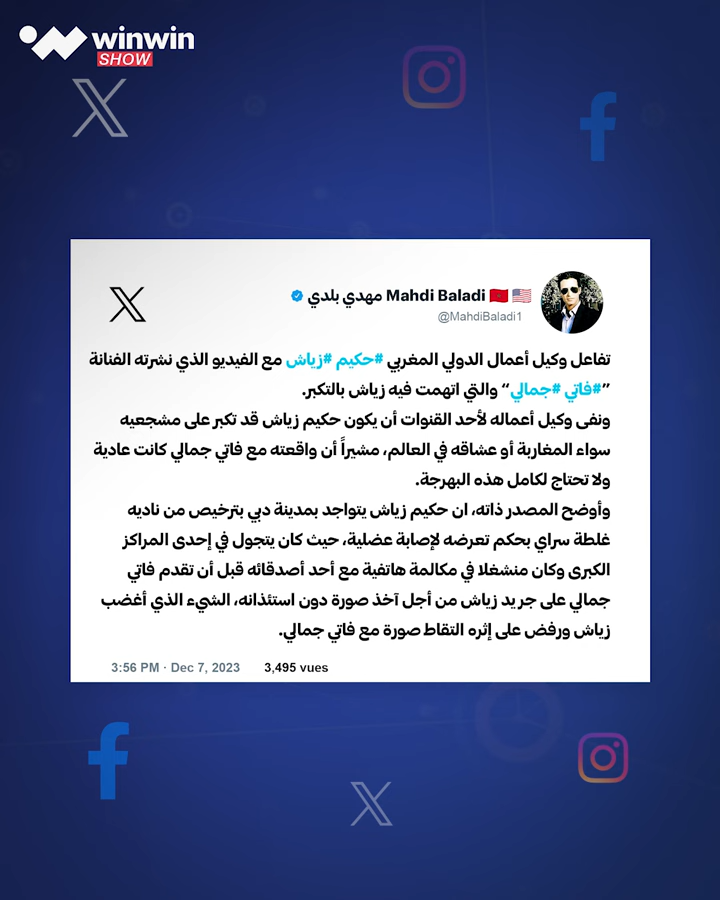 winwin
SHOW
مهدي بلدي Mahdi Baladi 🇲🇦 🇺🇸
@MahdiBaladi1
تفاعل وكيل أعمال الدولي المغربي #حكيم #زياش مع الفيديو الذي نشرته الفنانة
”#فاتي #جمالي“ والتي اتهمت فيه زياش بالتكبر.
ونفى وكيل أعماله لأحد القنوات أن يكون حكيم زياش قد تكبر على مشجعيه
سواء المغاربة أو عشاقه في العالم، مشيراً أن واقعته مع فاتي جمالي كانت عادية
ولا تحتاج لكامل هذه البهرجة.
وأوضح المصدر ذاته، ان حكيم زياش يتواجد بمدينة دبي بترخيص من ناديه
غلطة سراي بحكم تعرضه لإصابة عضلية، حيث كان يتجول في إحدى المراكز
الكبرى وكان منشغلا في مكالمة هاتفية مع أحد أصدقائه قبل أن تقدم فاتي
جمالي على جر يد زياش من أجل آخذ صورة دون استئذانه، الشيء الذي أغضب
زياش ورفض على إثره التقاط صورة مع فاتي جمالي.
3:56 PM · Dec 7, 2023 3,495 vues